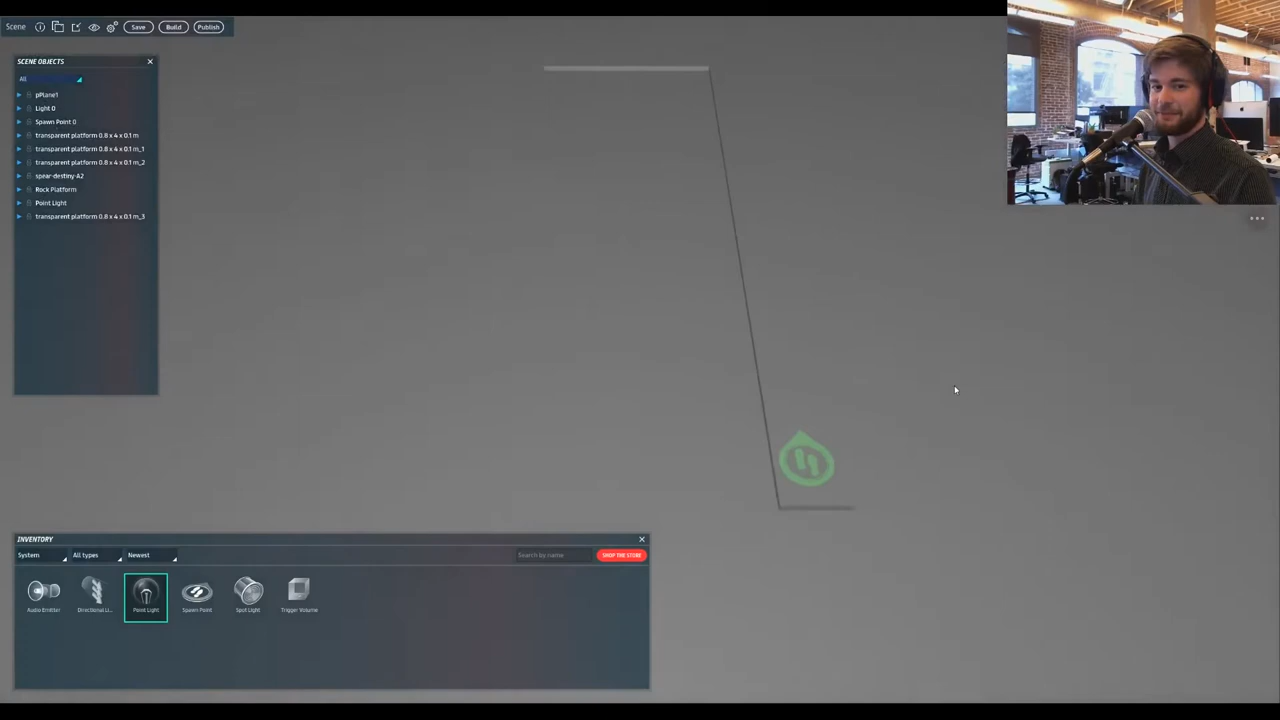 Scene Save Build Publish
SCENE OBJECTS
All
pPlane1
Light 0
Spawn Point 0
transparent platform 0.8 x 4 x 0.1 m
transparent platform 0.8 x 4 x 0.1 m_1
transparent platform 0.8 x 4 x 0.1 m_2
spear-destiny-A2
Rock Platform
Point Light
transparent platform 0.8 x 4 x 0.1 m_3
INVENTORY
System All types Newest Search by name SHOP THE STORE
Audio Emitter Directional Li... Point Light Spawn Point Spot Light Trigger Volume